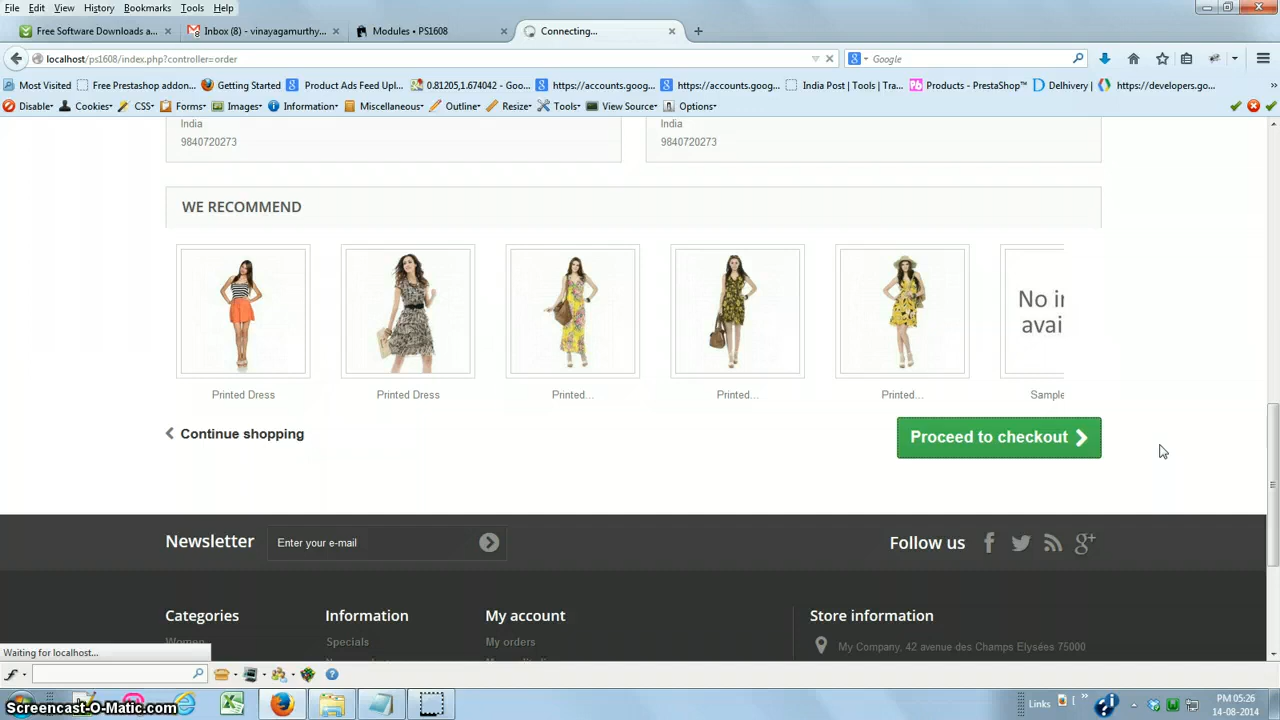 File Edit View History Bookmarks Tools Help
Free Software Downloads a... Inbox (8) - vinayagamurthy... Modules • PS1608 Connecting...
localhost/ps1608/index.php?controller=order Google
Most Visited Free Prestashop addon... Getting Started Product Ads Feed Upl... 0.81205,1.674042 - Goo... https://accounts.goog... https://accounts.goog... India Post | Tools | Tra... Products - PrestaShop™ Delhivery | https://developers.go...
Disable Cookies CSS Forms Images Information Miscellaneous Outline Resize Tools View Source Options
India India
9840720273 9840720273
WE RECOMMEND
No i
avai
Printed Dress Printed Dress Printed... Printed... Printed... Sample
Continue shopping Proceed to checkout
Newsletter Enter your e-mail Follow us
Categories Information My account Store information
Women Specials My orders My Company, 42 avenue des Champs Elysées 75000
Waiting for localhost...
Links PM 05:26
Screencast-O-Matic.com 14-08-2014